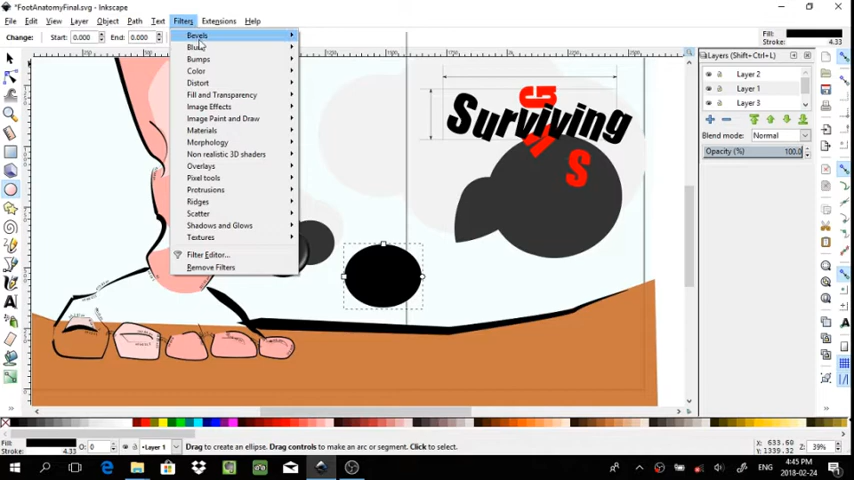 *FootAnatomyFinal.svg - Inkscape
File Edit View Layer Object Path Text Filters Extensions Help
Change: Start: 0.000 End: 0.000 Fill:
Stroke: 4.33
Bevels
Blurs
Bumps
Color
Distort
Fill and Transparency
Image Effects
Image Paint and Draw
Materials
Morphology
Non realistic 3D shaders
Overlays
Pixel tools
Protrusions
Ridges
Scatter
Shadows and Glows
Textures
Filter Editor...
Remove Filters
Surviving
G
S
Layers (Shift+Ctrl+L)
Layer 2
Layer 1
Layer 3
Blend mode: Normal
Opacity (%) 100.0
Fill: O: 0 Layer 1 Drag to create an ellipse. Drag controls to make an arc or segment. Click to select. X: 633.60 Z: 39%
Stroke: 4.33 Y: 1339.32
ENG 4:45 PM
2018-02-24